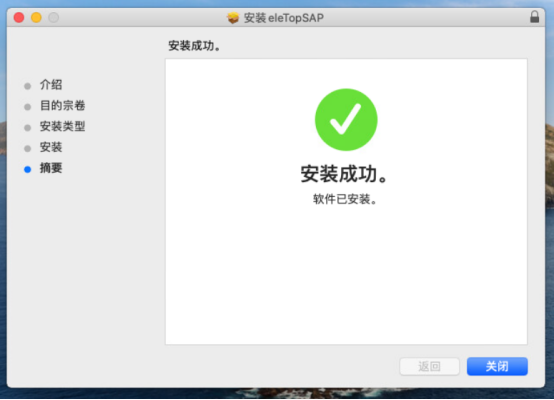 安装 eleTopSAP
安装成功。
介绍
目的宗卷
安装类型
安装
摘要
安装成功。
软件已安装。
返回
关闭